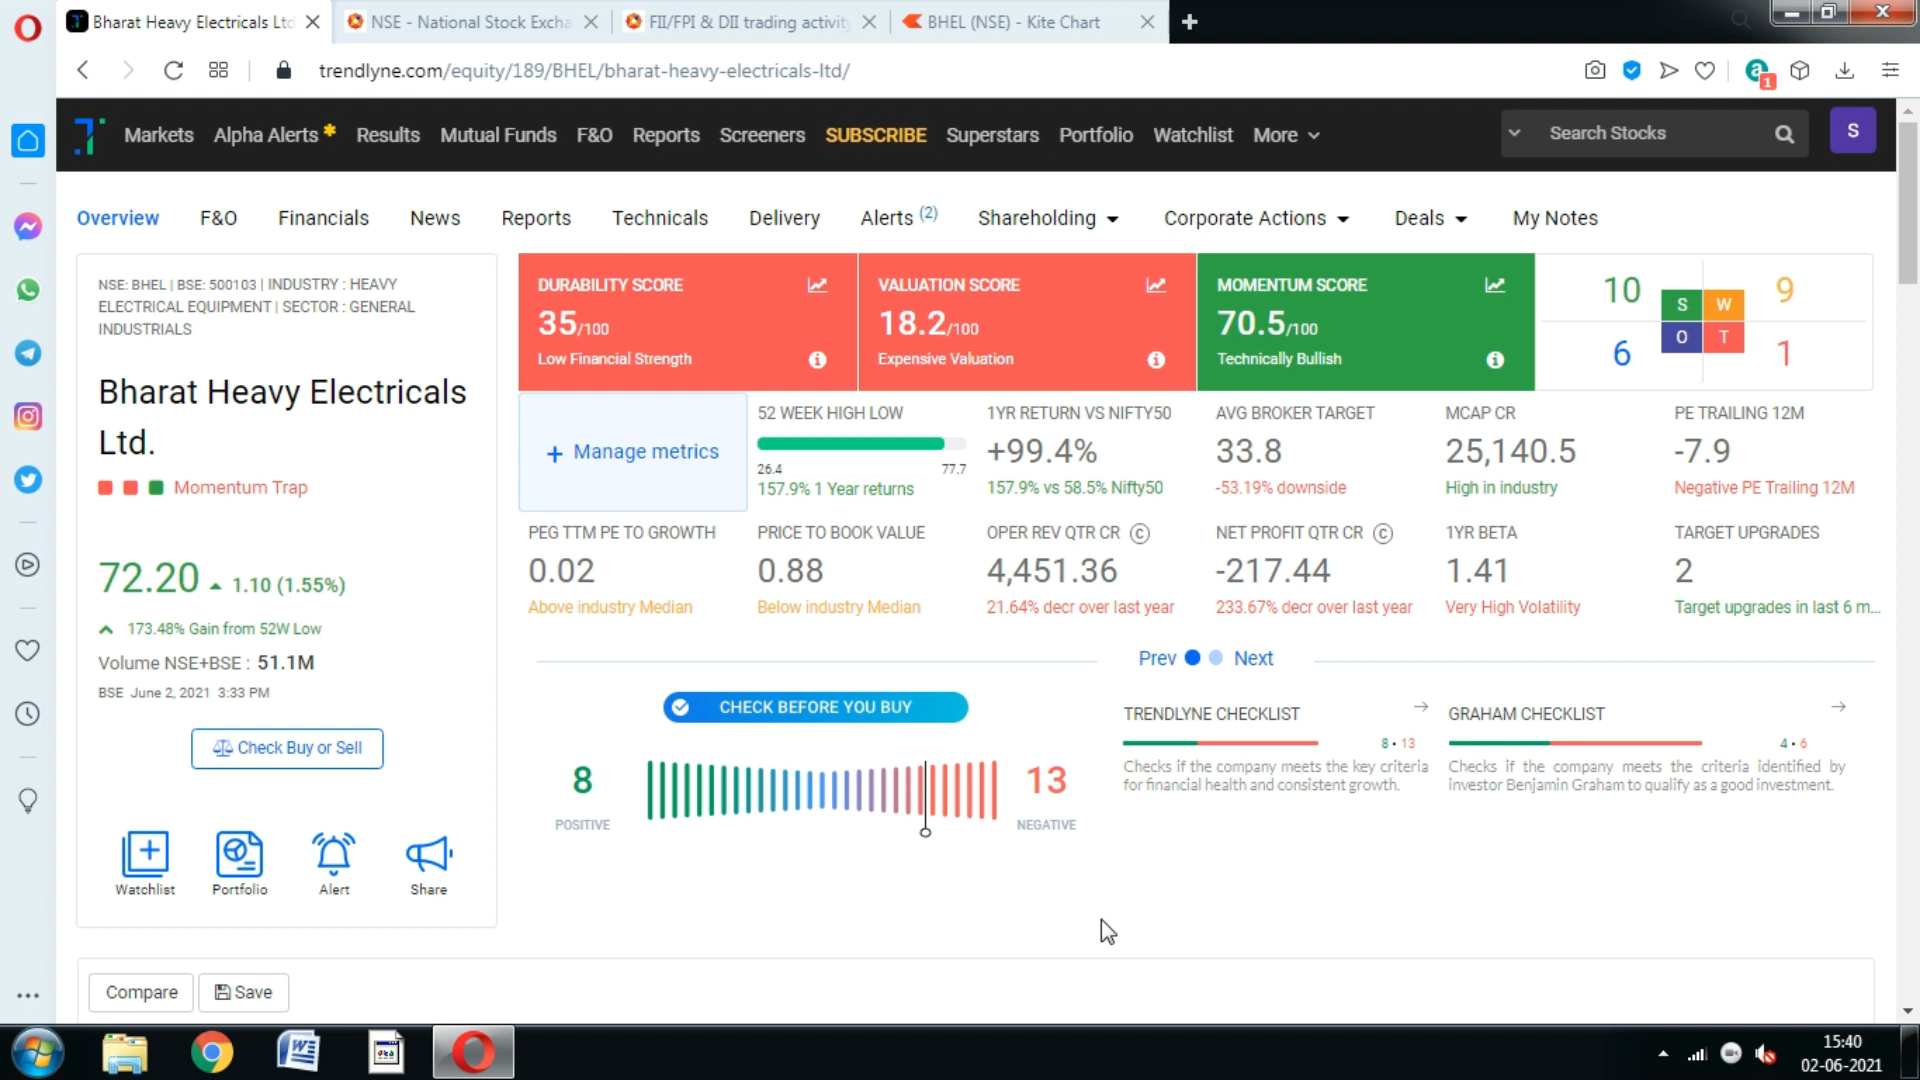 Bharat Heavy Electricals Ltd
NSE - National Stock Excha
FII/FPI & DII trading activity
BHEL (NSE) - Kite Chart
trendlyne.com/equity/189/BHEL/bharat-heavy-electricals-ltd/
a
1
Markets
Alpha Alerts
Results
Mutual Funds
F&O
Reports
Screeners
SUBSCRIBE
Superstars
Portfolio
Watchlist
More
Search Stocks
S
Overview
F&O
Financials
News
Reports
Technicals
Delivery
Alerts (2)
Shareholding
Corporate Actions
Deals
My Notes
NSE: BHEL | BSE: 500103 | INDUSTRY : HEAVY
ELECTRICAL EQUIPMENT | SECTOR : GENERAL
INDUSTRIALS
Bharat Heavy Electricals
Ltd.
Momentum Trap
72.20 1.10 (1.55%)
173.48% Gain from 52W Low
Volume NSE+BSE : 51.1M
BSE June 2, 2021 3:33 PM
Check Buy or Sell
Watchlist
Portfolio
Alert
Share
DURABILITY SCORE
35/100
Low Financial Strength
VALUATION SCORE
18.2/100
Expensive Valuation
MOMENTUM SCORE
70.5/100
Technically Bullish
10 S W 9
6 O T 1
+ Manage metrics
52 WEEK HIGH LOW
26.4 77.7
157.9% 1 Year returns
1YR RETURN VS NIFTY50
+99.4%
157.9% vs 58.5% Nifty50
AVG BROKER TARGET
33.8
-53.19% downside
MCAP CR
25,140.5
High in industry
PE TRAILING 12M
-7.9
Negative PE Trailing 12M
PEG TTM PE TO GROWTH
0.02
Above industry Median
PRICE TO BOOK VALUE
0.88
Below industry Median
OPER REV QTR CR C
4,451.36
21.64% decr over last year
NET PROFIT QTR CR C
-217.44
233.67% decr over last year
1YR BETA
1.41
Very High Volatility
TARGET UPGRADES
2
Target upgrades in last 6 m...
Prev
Next
CHECK BEFORE YOU BUY
8
POSITIVE
13
NEGATIVE
TRENDLYNE CHECKLIST
8 • 13
Checks if the company meets the key criteria
for financial health and consistent growth.
GRAHAM CHECKLIST
4 • 6
Checks if the company meets the criteria identified by
investor Benjamin Graham to qualify as a good investment.
Compare
Save
15:40
02-06-2021